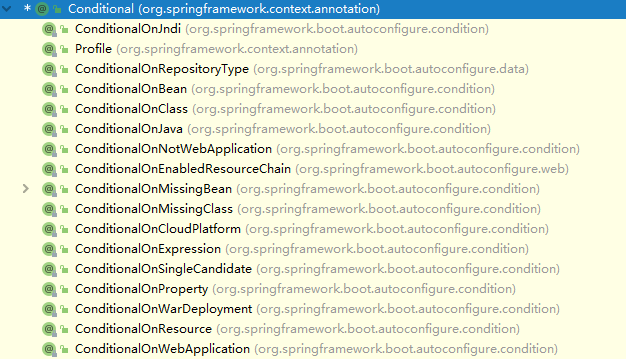 * @ Conditional (org.springframework.context.annotation)
@ ConditionalOnJndi (org.springframework.boot.autoconfigure.condition)
@ Profile (org.springframework.context.annotation)
@ ConditionalOnRepositoryType (org.springframework.boot.autoconfigure.data)
@ ConditionalOnBean (org.springframework.boot.autoconfigure.condition)
@ ConditionalOnClass (org.springframework.boot.autoconfigure.condition)
@ ConditionalOnJava (org.springframework.boot.autoconfigure.condition)
@ ConditionalOnNotWebApplication (org.springframework.boot.autoconfigure.condition)
@ ConditionalOnEnabledResourceChain (org.springframework.boot.autoconfigure.web)
@ ConditionalOnMissingBean (org.springframework.boot.autoconfigure.condition)
@ ConditionalOnMissingClass (org.springframework.boot.autoconfigure.condition)
@ ConditionalOnCloudPlatform (org.springframework.boot.autoconfigure.condition)
@ ConditionalOnExpression (org.springframework.boot.autoconfigure.condition)
@ ConditionalOnSingleCandidate (org.springframework.boot.autoconfigure.condition)
@ ConditionalOnProperty (org.springframework.boot.autoconfigure.condition)
@ ConditionalOnWarDeployment (org.springframework.boot.autoconfigure.condition)
@ ConditionalOnResource (org.springframework.boot.autoconfigure.condition)
@ ConditionalOnWebApplication (org.springframework.boot.autoconfigure.condition)